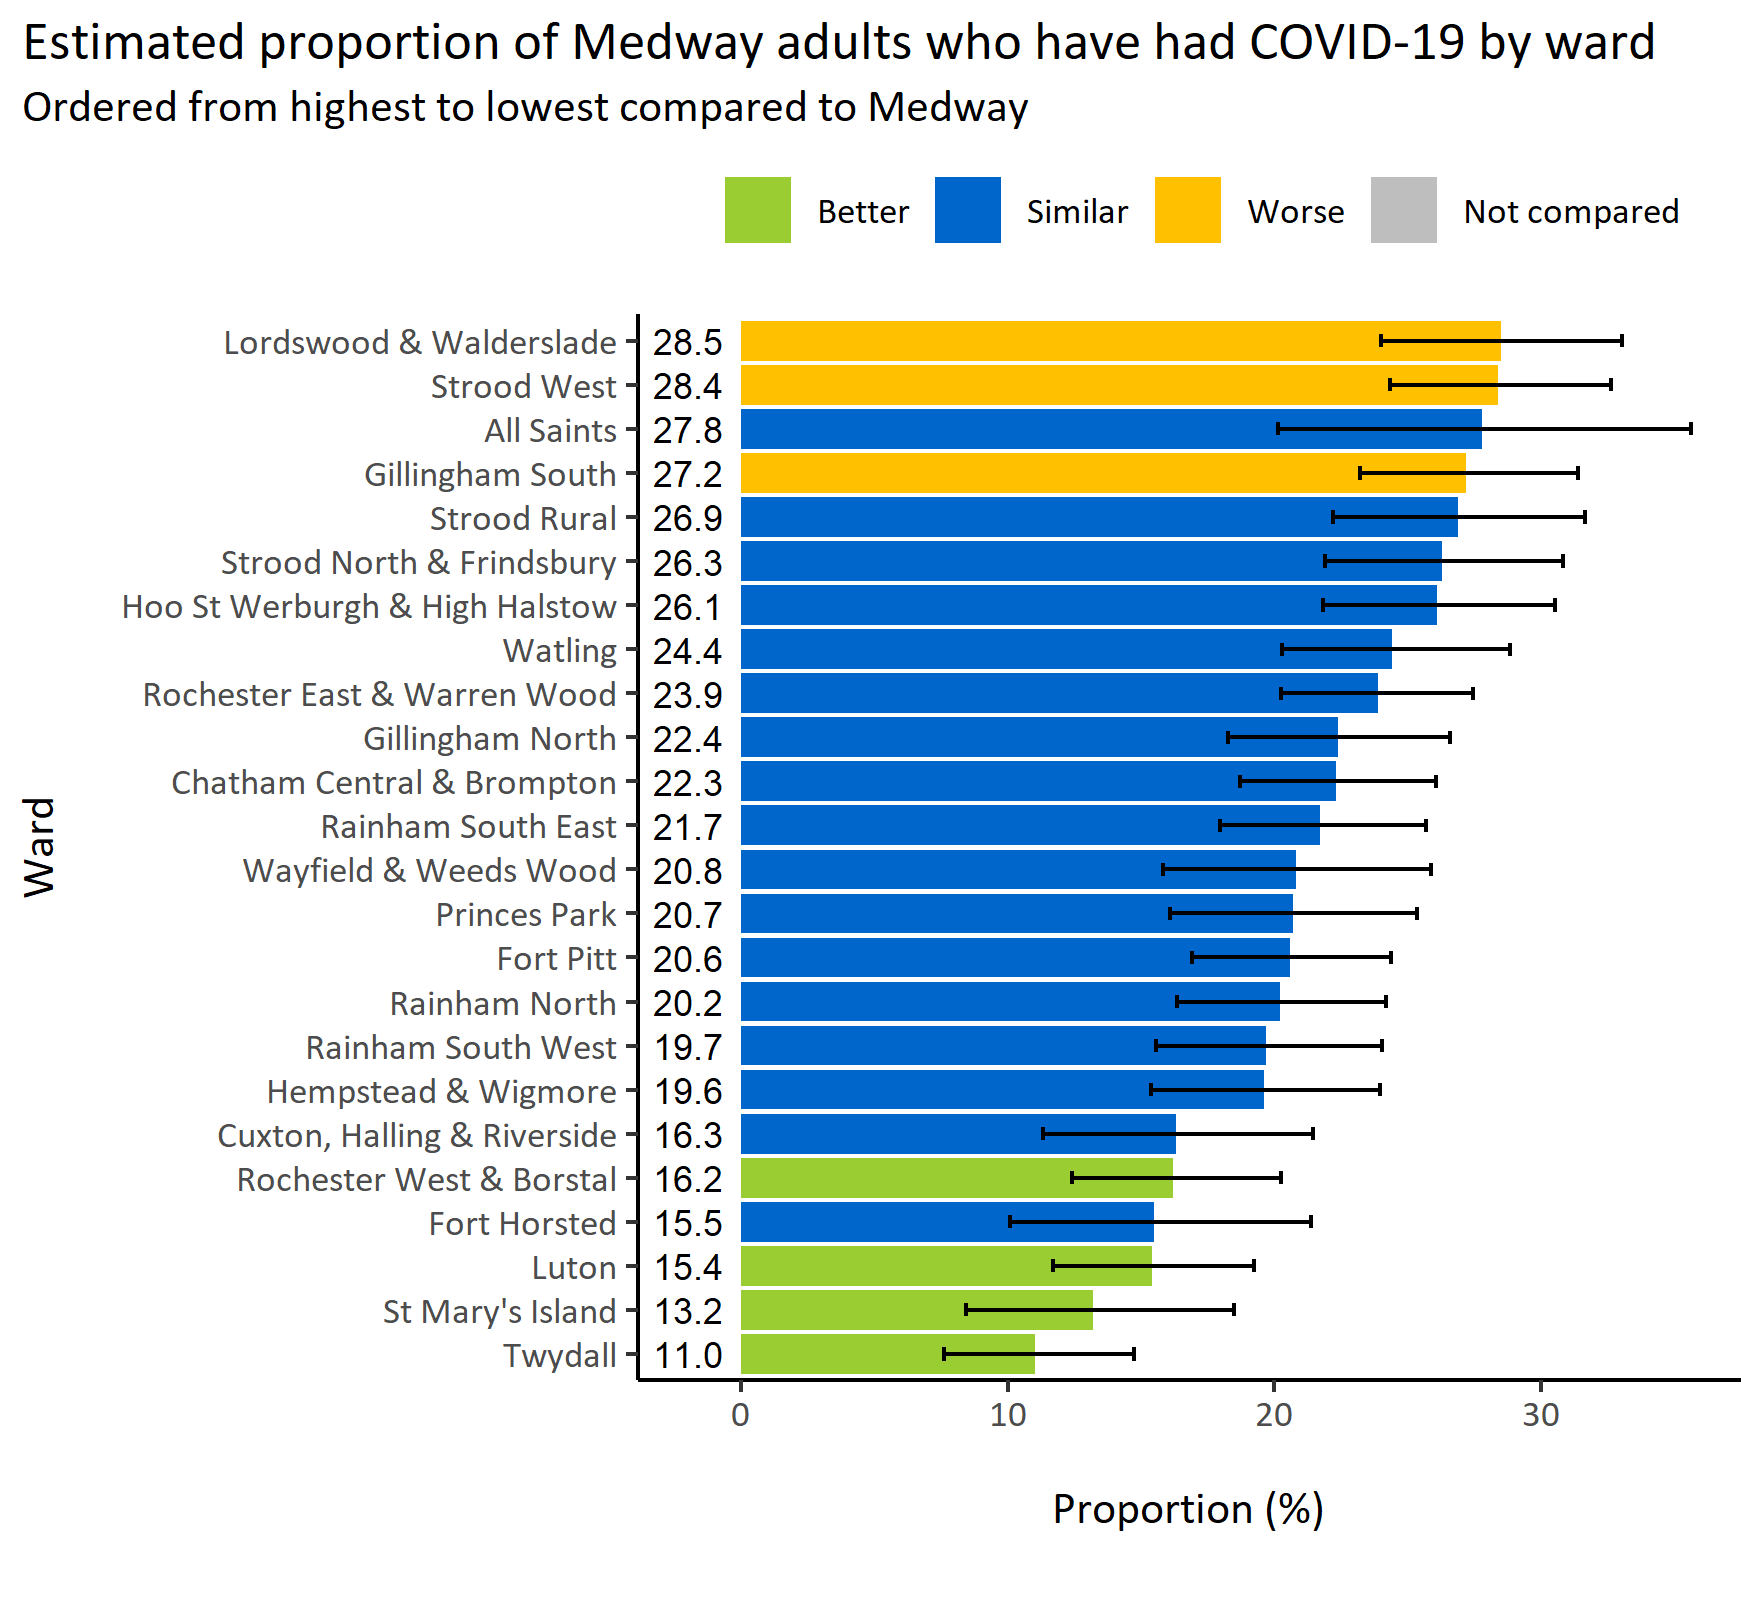 Estimated proportion of Medway adults who have had COVID-19 by ward
Ordered from highest to lowest compared to Medway
Better Similar Worse Not compared
Lordswood & Walderslade 28.5
Strood West 28.4
All Saints 27.8
Gillingham South 27.2
Strood Rural 26.9
Strood North & Frindsbury 26.3
Hoo St Werburgh & High Halstow 26.1
Watling 24.4
Rochester East & Warren Wood 23.9
Gillingham North 22.4
Chatham Central & Brompton 22.3
Rainham South East 21.7
Wayfield & Weeds Wood 20.8
Princes Park 20.7
Fort Pitt 20.6
Rainham North 20.2
Rainham South West 19.7
Hempstead & Wigmore 19.6
Cuxton, Halling & Riverside 16.3
Rochester West & Borstal 16.2
Fort Horsted 15.5
Luton 15.4
St Mary's Island 13.2
Twydall 11.0
Ward
0 10 20 30
Proportion (%)